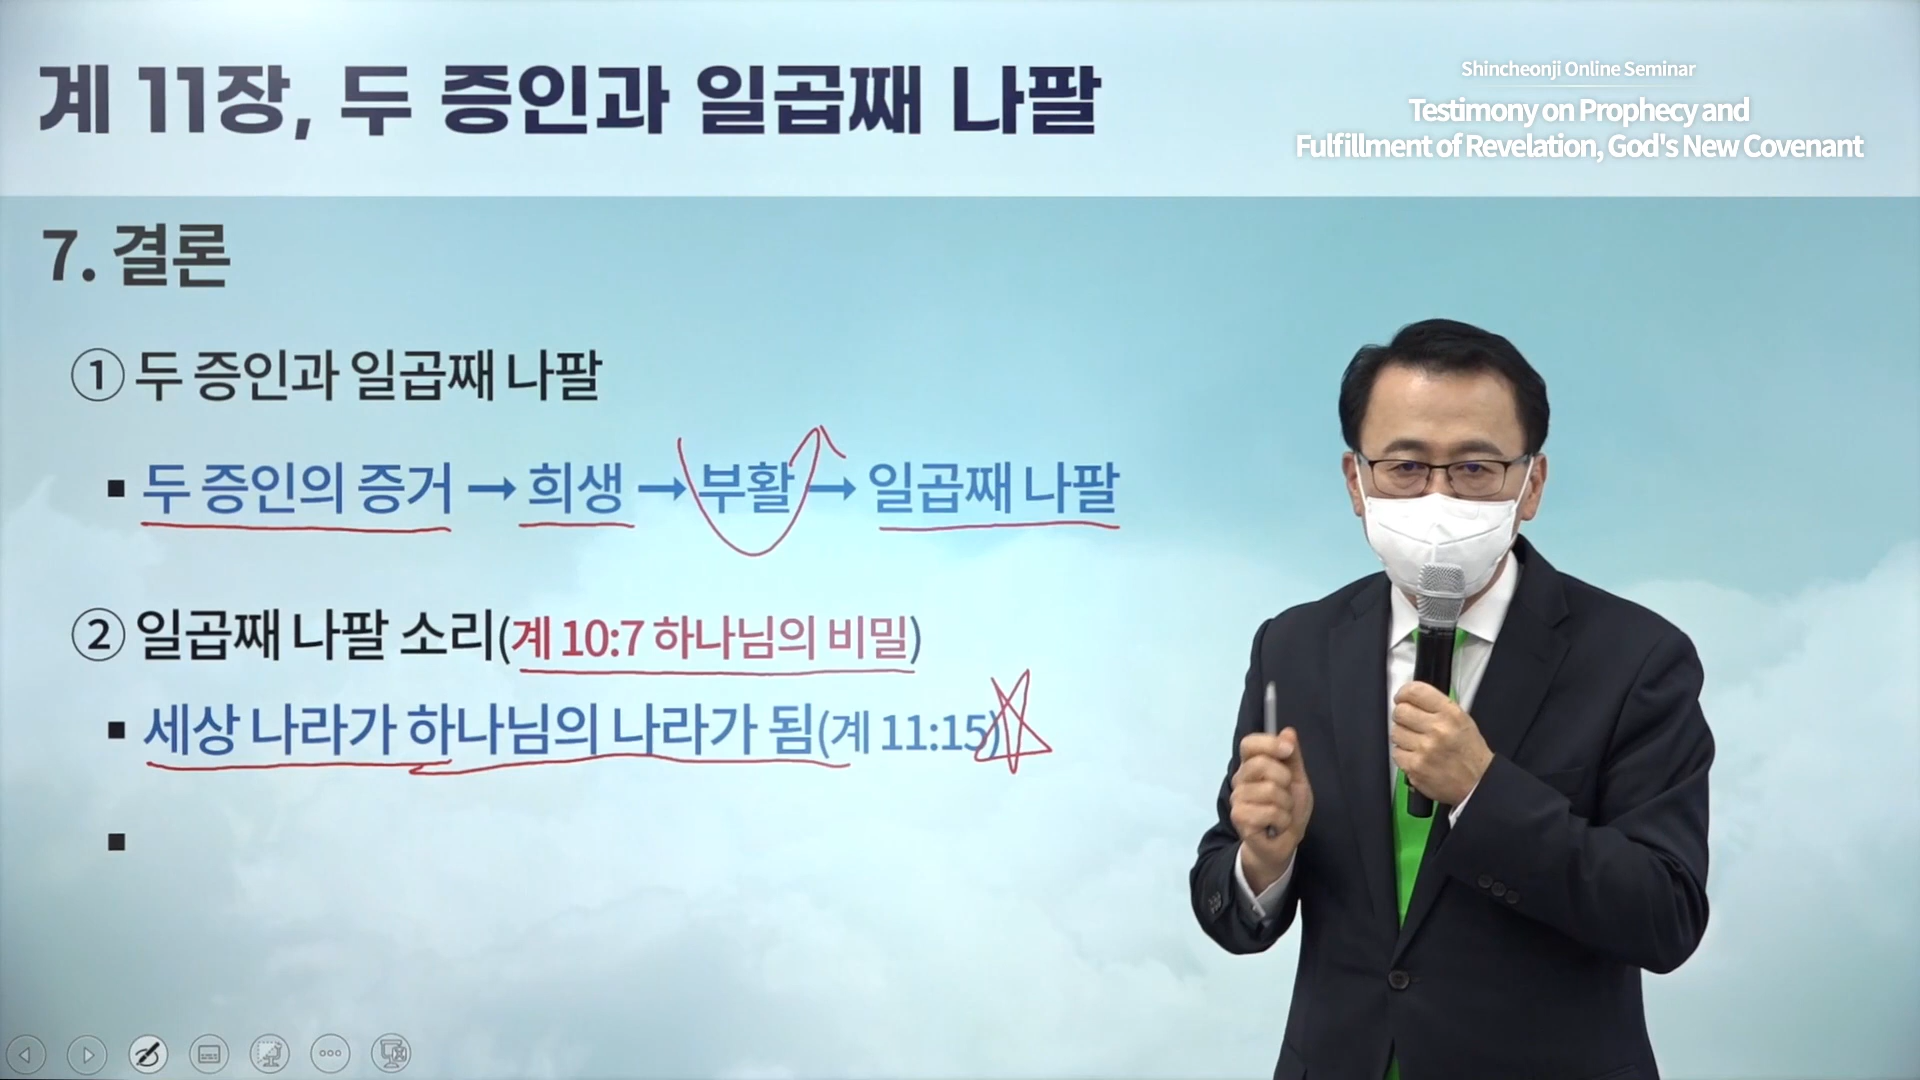 계 11장, 두 증인과 일곱째 나팔
Shincheonji Online Seminar
Testimony on Prophecy and
Fulfillment of Revelation, God's New Covenant
7. 결론
① 두 증인과 일곱째 나팔
▪ 두 증인의 증거 → 희생 → 부활 → 일곱째 나팔
② 일곱째 나팔 소리(계 10:7 하나님의 비밀)
▪ 세상 나라가 하나님의 나라가 됨(계 11:15)
▪